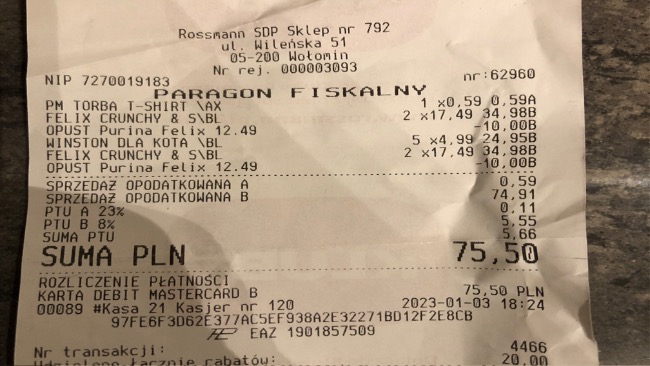 Rossmann SDP Sklep nr 792
ul. Wileńska 51
05-200 Wołomin
Nr rej. 000003093
NIP 7270019183 nr:62960
PARAGON FISKALNY
PM TORBA T-SHIRT \AX 1 x0,59 0,59A
FELIX CRUNCHY & S\BL 2 x17,49 34,98B
OPUST Purina Felix 12.49 -10,00B
WINSTON DLA KOTA \BL 5 x4,99 24,95B
FELIX CRUNCHY & S\BL 2 x17,49 34,98B
OPUST Purina Felix 12.49 -10,00B
SPRZEDAŻ OPODATKOWANA A 0,59
SPRZEDAŻ OPODATKOWANA B 74,91
PTU A 23% 0,11
PTU B 8% 5,55
SUMA PTU 5,66
SUMA PLN 75,50
ROZLICZENIE PŁATNOŚCI
KARTA DEBIT MASTERCARD B 75,50 PLN
00089 #Kasa 21 Kasjer nr 120 2023-01-03 18:24
97FE6F3D62E377AC5EF938A2E32271BD12F2E8CB
EAZ 1901857509
Nr transakcji: 4466
Udzielono łącznie rabatów: 20,00